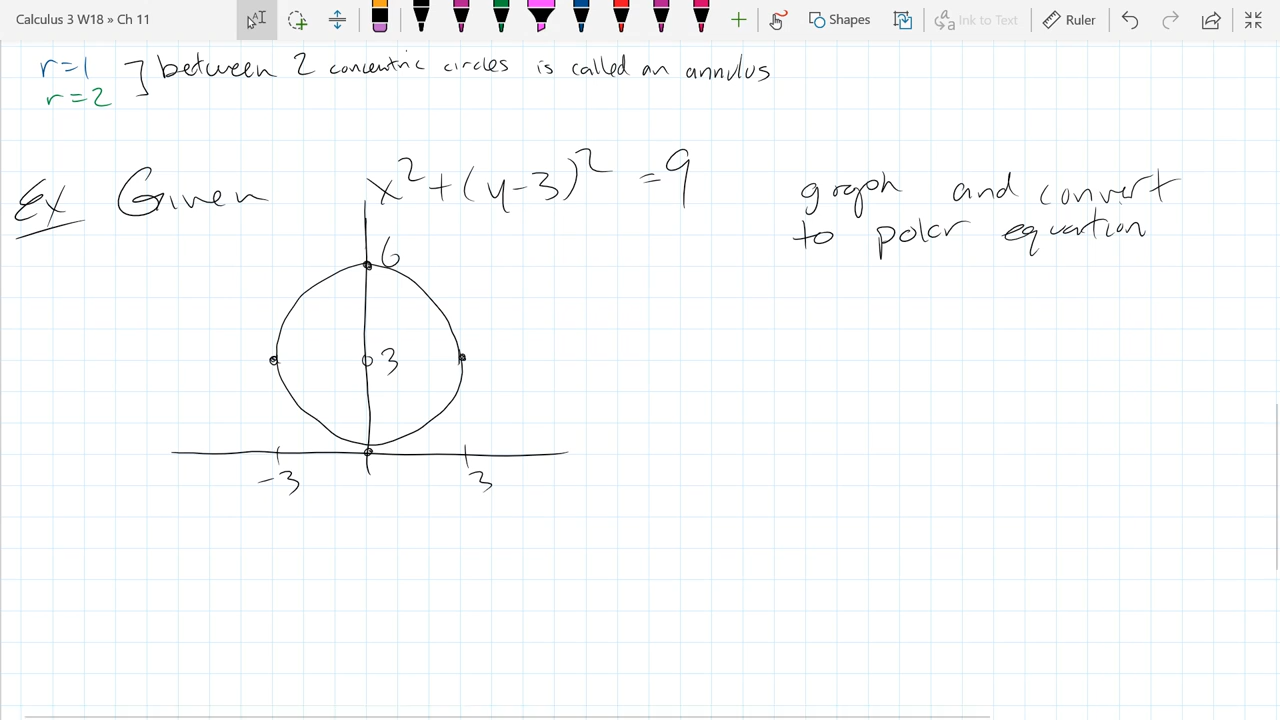 Calculus 3 W18 » Ch 11
Shapes
Link to Text
Ruler
r=1
r=2
between 2 concentric circles is called an annulus
Ex Given x²+(y-3)²=9
graph and convert
to polar equation
6
3
-3
3